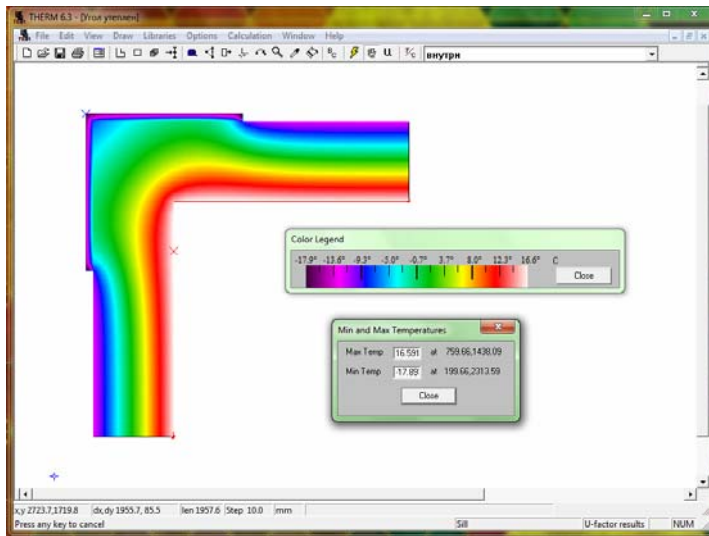 THERM 6.3 - [Угол утеплен]
File Edit View Draw Libraries Options Calculation Window Help
внутрн
Color Legend
-17.9° -13.6° -9.3° -5.0° -0.7° 3.7° 8.0° 12.3° 16.6° C
Close
Min and Max Temperatures
Max Temp 16.591 at 759.66,1438.09
Min Temp -17.89 at 199.66,2313.59
Close
x,y 2723.7,1719.8 dx,dy 1955.7, 85.5 len 1957.6 Step 10.0 mm
Press any key to cancel Sill U-factor results NUM